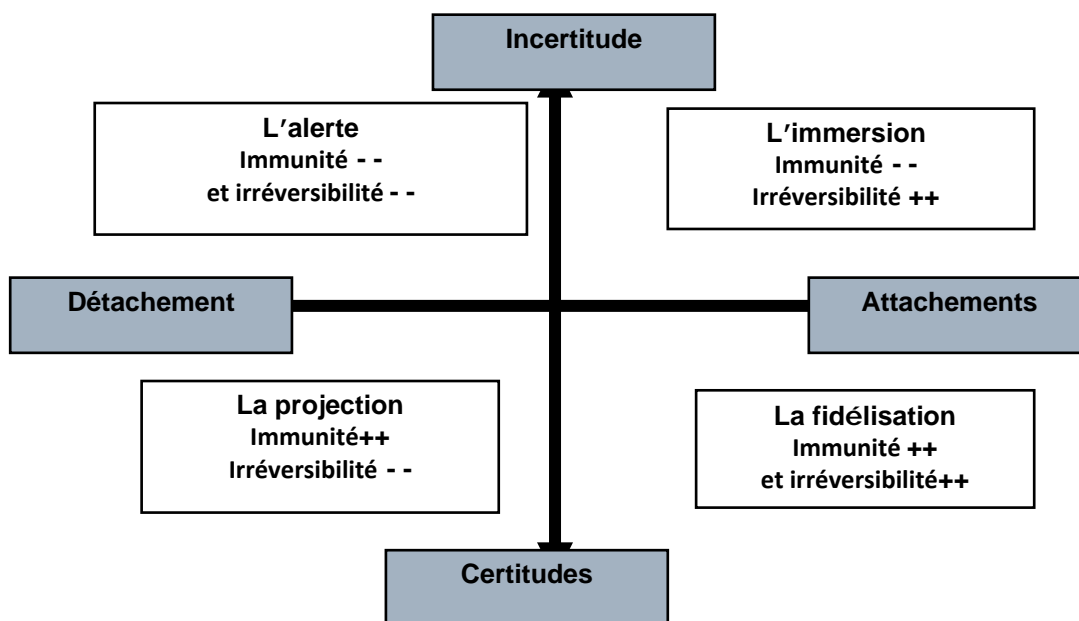 Incertitude
L'alerte
Immunité - -
et irréversibilité - -
L'immersion
Immunité - -
Irréversibilité ++
Détachement
Attachements
La projection
Immunité++
Irréversibilité - -
La fidélisation
Immunité ++
et irréversibilité++
Certitudes